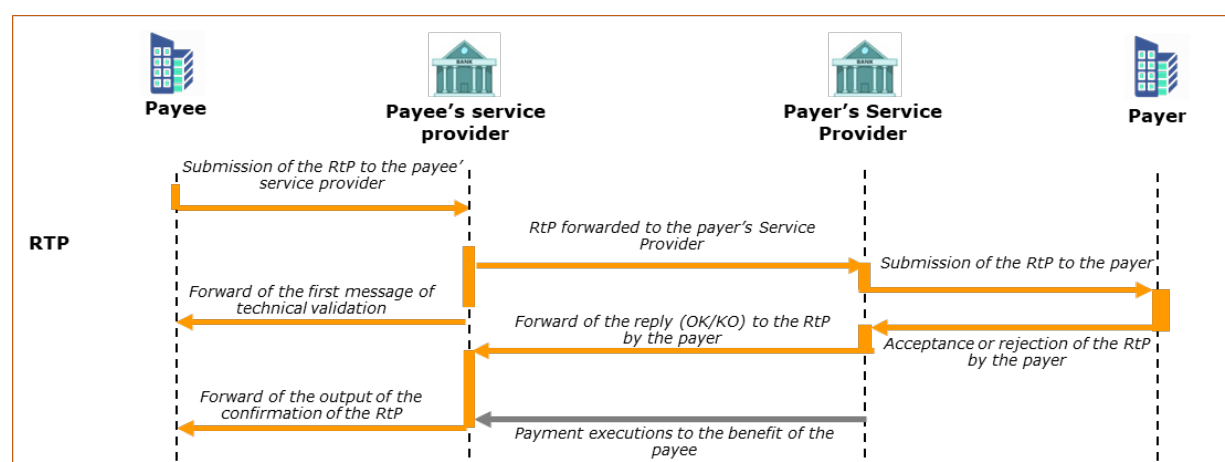 BANK
BANK
Payee
Payee's service
provider
Payer's Service
Provider
Payer
Submission of the RtP to the payee'
service provider
RTP
RtP forwarded to the payer's Service
Provider
Submission of the RtP to the payer
Forward of the first message of
technical validation
Forward of the reply (OK/KO) to the RtP
by the payer
Acceptance or rejection of the RtP
by the payer
Forward of the output of the
confirmation of the RtP
Payment executions to the benefit of the
payee